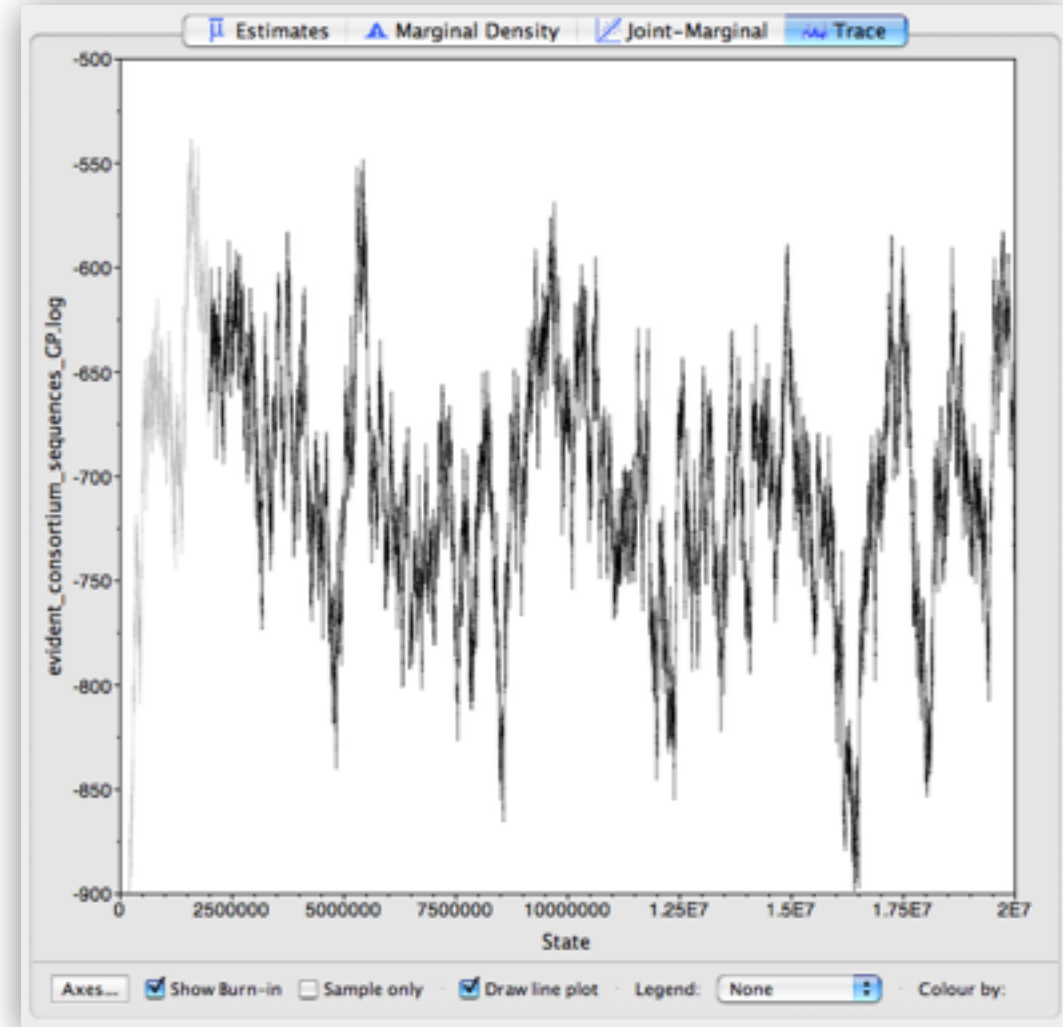 Estimates Marginal Density Joint-Marginal Trace
-500
-550
-600
-650
-700
-750
-800
-850
-900
evident_consortium_sequences_GP.log
0 2500000 5000000 7500000 10000000 1.25E7 1.5E7 1.75E7 2E7
State
Axes... Show Burn-in Sample only Draw line plot Legend: None Colour by: